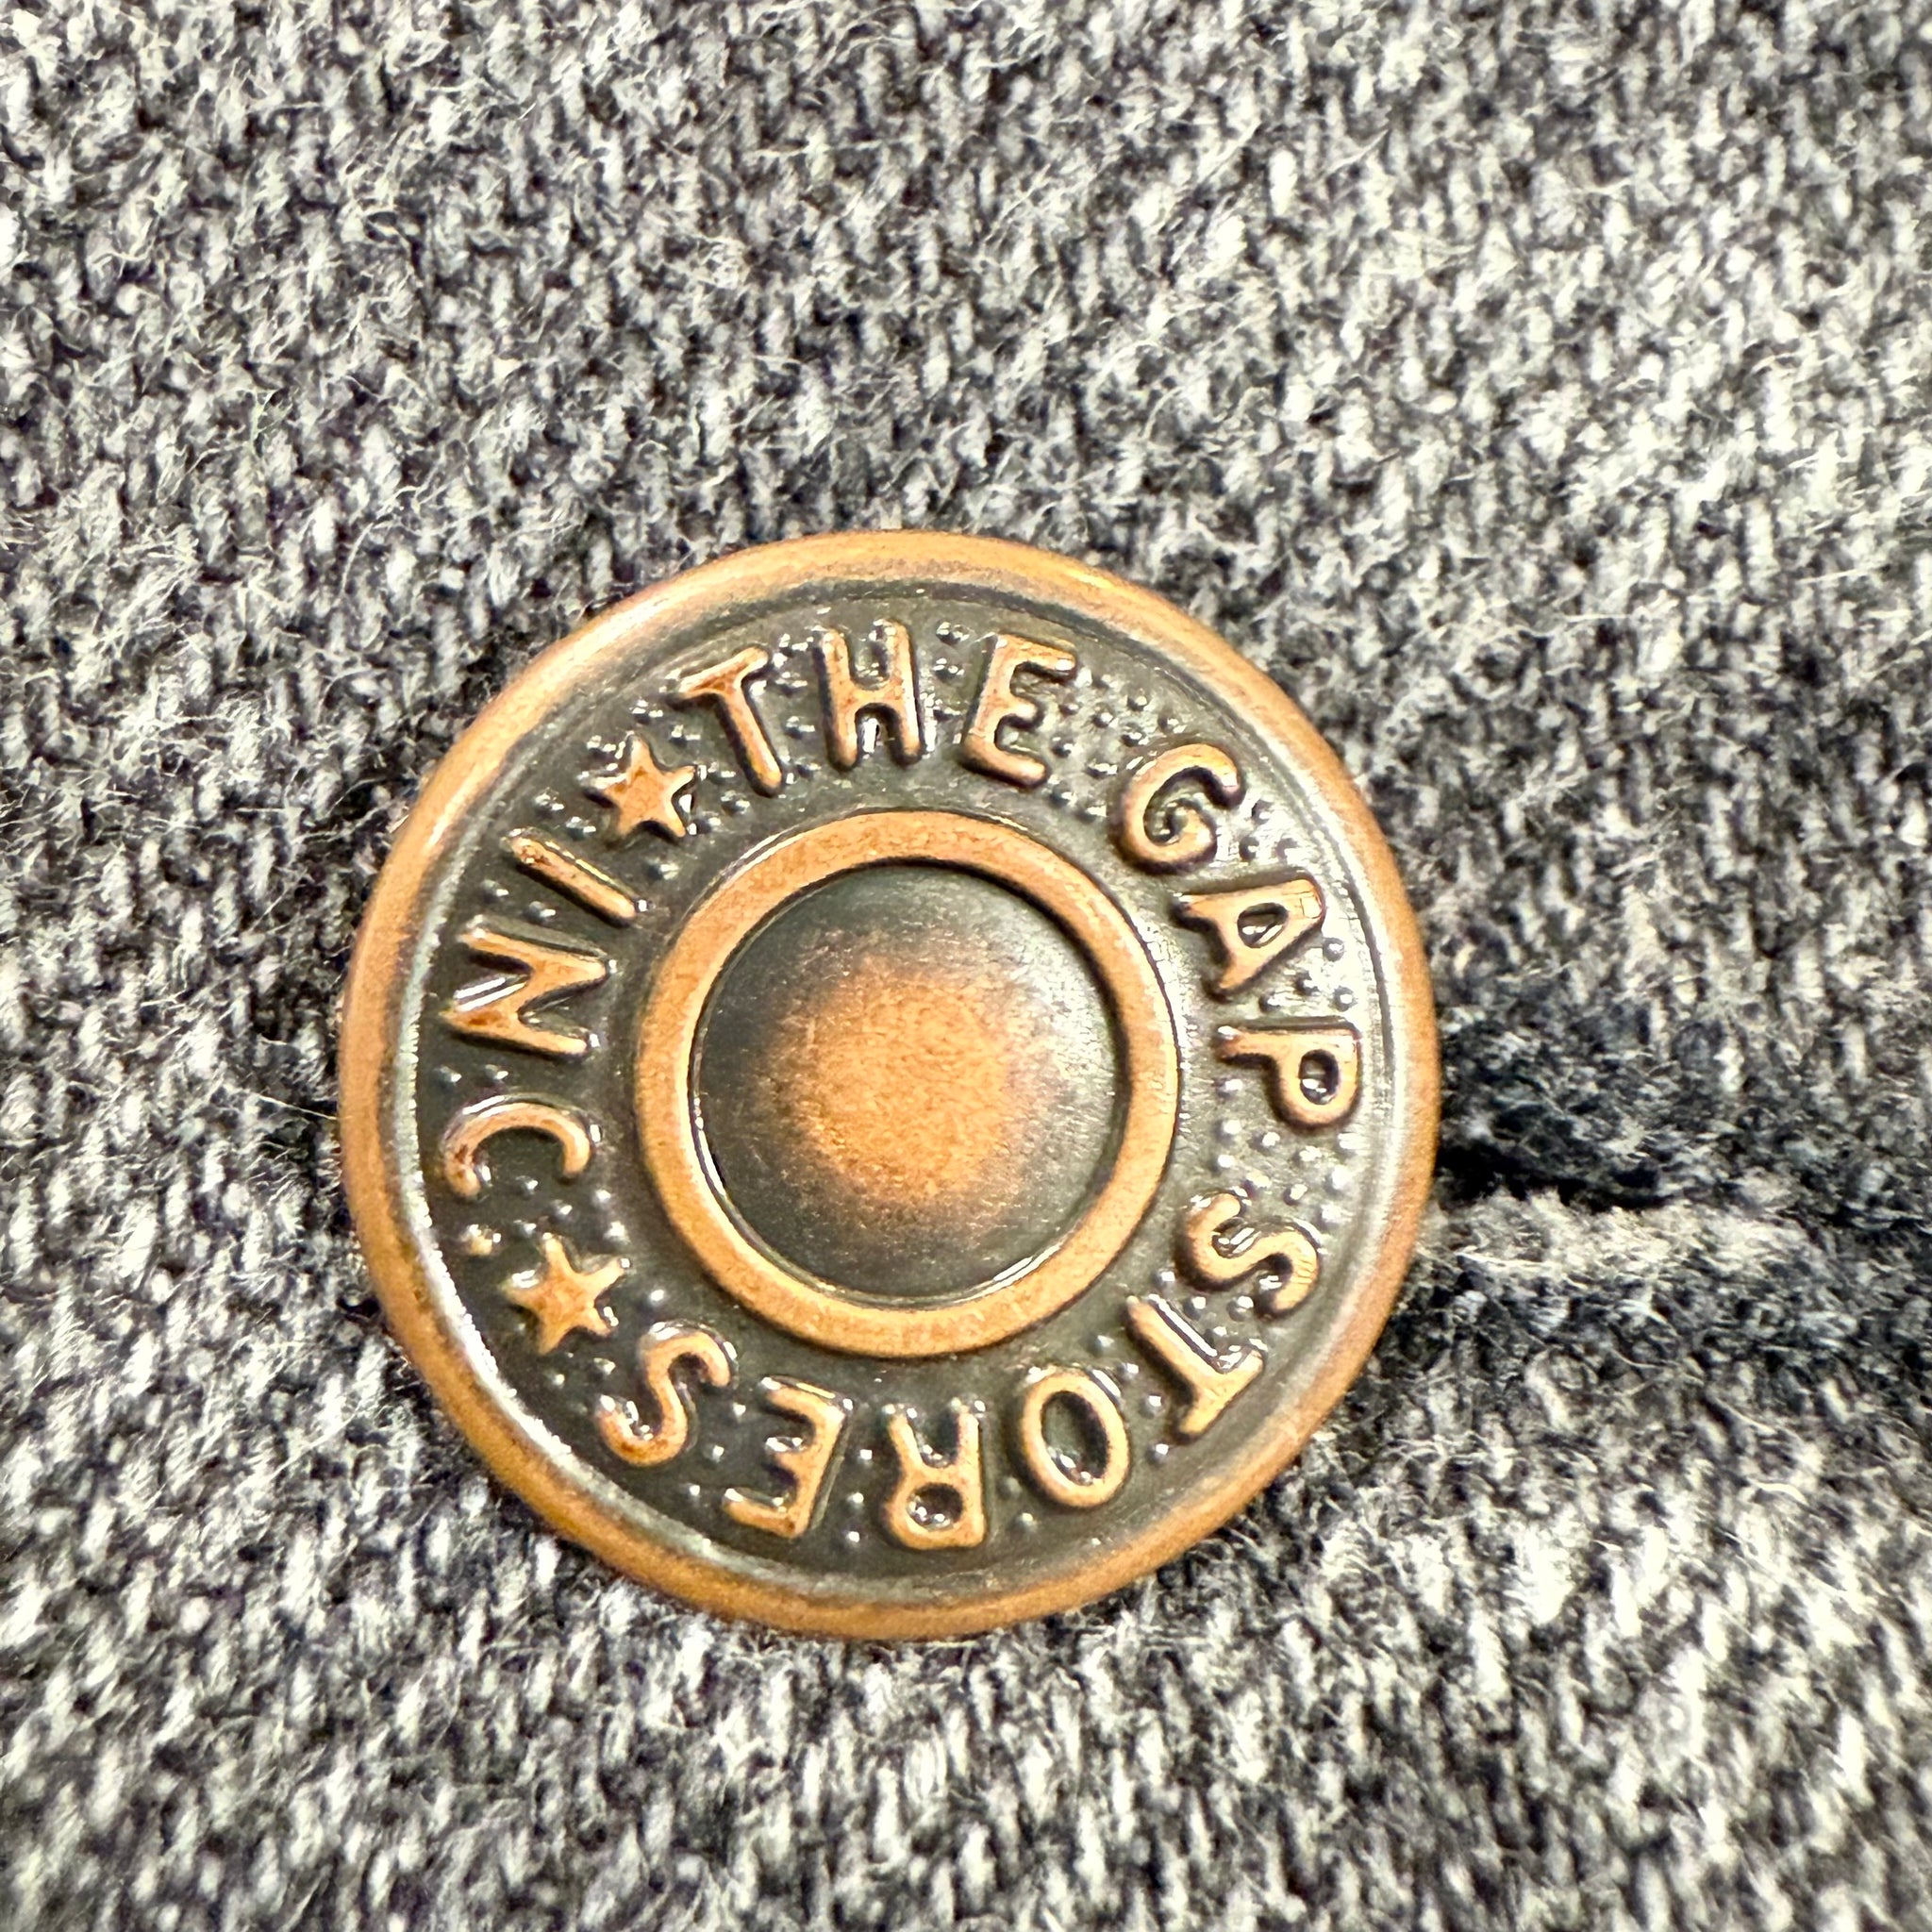 THE GAP STORES ★ INC. ★